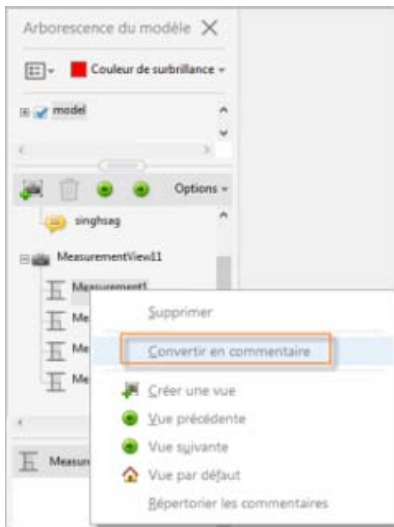 Arborescence du modèle
Couleur de surbrillance
model
Options
singhsag
MeasurementView11
Measurement1
Supprimer
Me
Convertir en commentaire
Me
Me
Créer une vue
Vue précédente
Vue suivante
Measur
Vue par défaut
Répertorier les commentaires